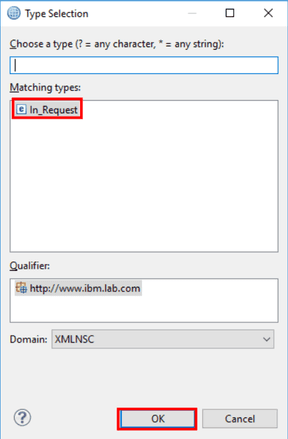 Type Selection
Choose a type (? = any character, * = any string):
Matching types:
e In_Request
Qualifier:
http://www.ibm.lab.com
Domain: XMLNSC
? OK Cancel